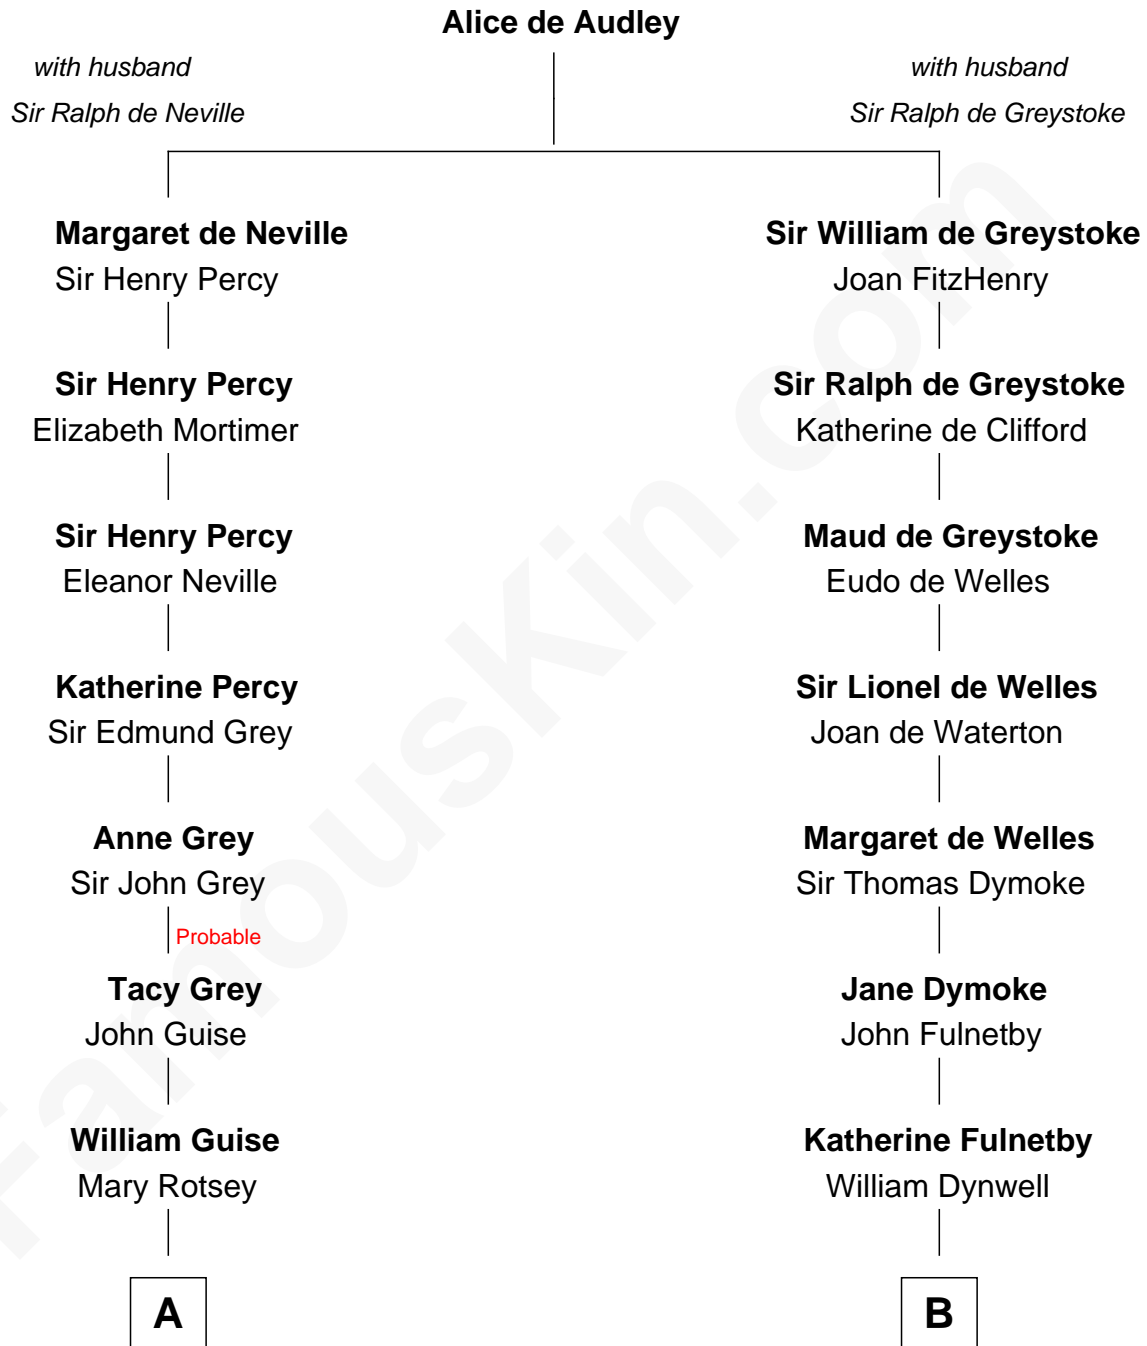 Alice de Audley
with husband
Sir Ralph de Neville
with husband
Sir Ralph de Greystoke
Margaret de Neville
Sir Henry Percy
Sir William de Greystoke
Joan FitzHenry
Sir Henry Percy
Elizabeth Mortimer
Sir Ralph de Greystoke
Katherine de Clifford
Sir Henry Percy
Eleanor Neville
Maud de Greystoke
Eudo de Welles
Katherine Percy
Sir Edmund Grey
Sir Lionel de Welles
Joan de Waterton
Anne Grey
Sir John Grey
Margaret de Welles
Sir Thomas Dymoke
Probable
Tacy Grey
John Guise
Jane Dymoke
John Fulnetby
William Guise
Mary Rotsey
Katherine Fulnetby
William Dynwell
A
B
FamousKin.com